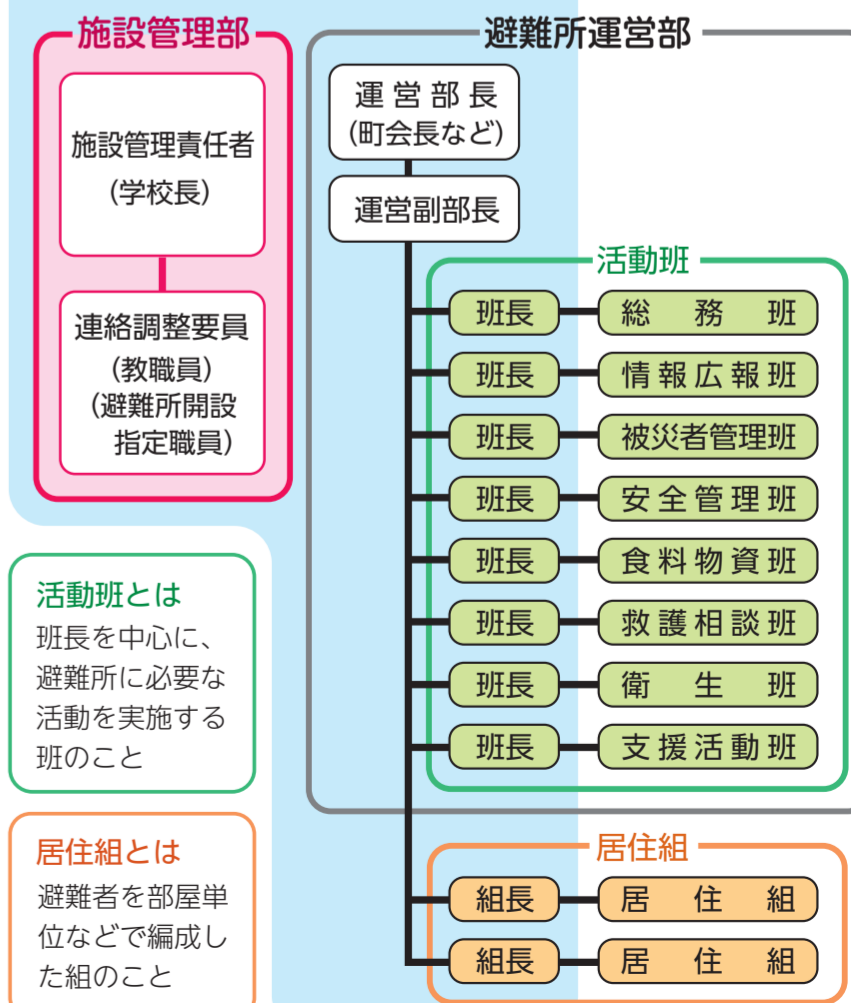 施設管理部
施設管理責任者
(学校長)
連絡調整要員
(教職員)
(避難所開設
指定職員)
避難所運営部
運営部長
(町会長など)
運営副部長
活動班
班長 総務班
班長 情報広報班
班長 被災者管理班
班長 安全管理班
班長 食料物資班
班長 救護相談班
班長 衛生班
班長 支援活動班
居住組
組長 居住組
組長 居住組
活動班とは
班長を中心に、
避難所に必要な
活動を実施する
班のこと
居住組とは
避難者を部屋単
位などで編成し
た組のこと